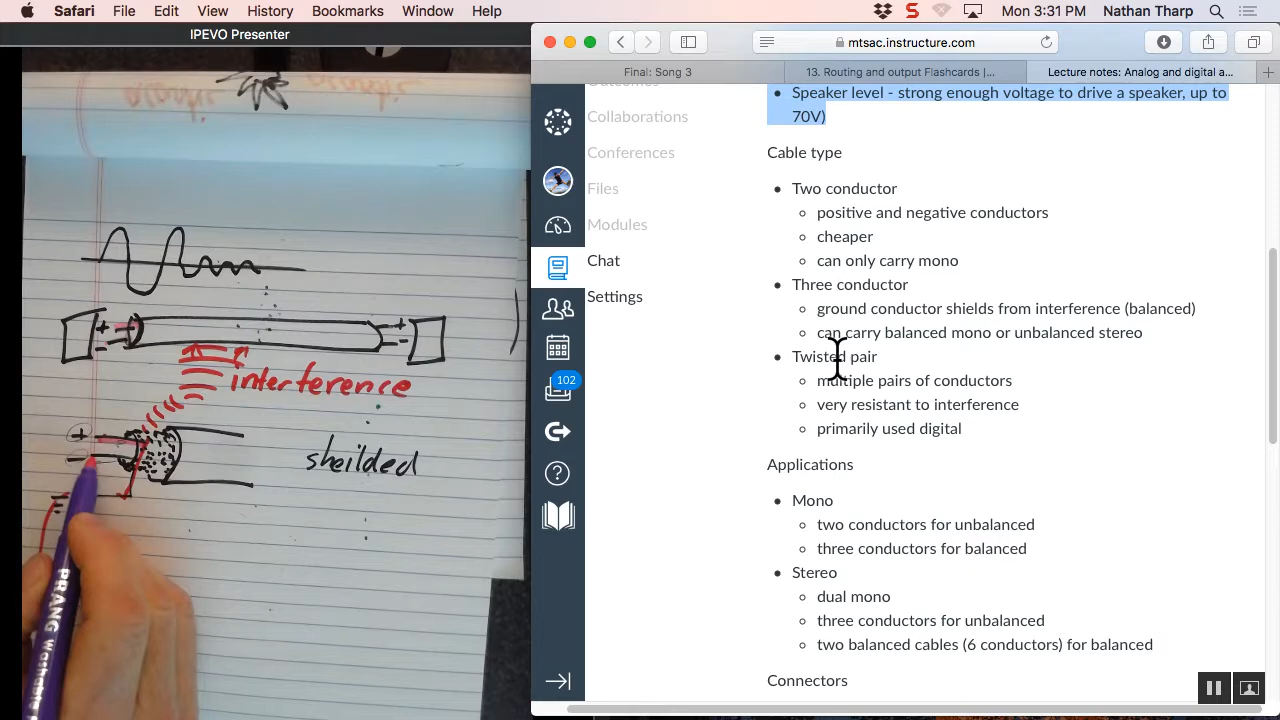 Safari File Edit View History Bookmarks Window Help Mon 3:31 PM Nathan Tharp
IPEVO Presenter
mtsac.instructure.com
Final: Song 3
13. Routing and output Flashcards |...
Lecture notes: Analog and digital a...
+
-
+
-
interference
+
-
sheilded
PRANG Washable
Collaborations
Conferences
Files
Modules
Chat
Settings
102
• Speaker level - strong enough voltage to drive a speaker, up to
70V)
Cable type
• Two conductor
◦ positive and negative conductors
◦ cheaper
◦ can only carry mono
• Three conductor
◦ ground conductor shields from interference (balanced)
◦ can carry balanced mono or unbalanced stereo
• Twisted pair
◦ multiple pairs of conductors
◦ very resistant to interference
◦ primarily used digital
Applications
• Mono
◦ two conductors for unbalanced
◦ three conductors for balanced
• Stereo
◦ dual mono
◦ three conductors for unbalanced
◦ two balanced cables (6 conductors) for balanced
Connectors